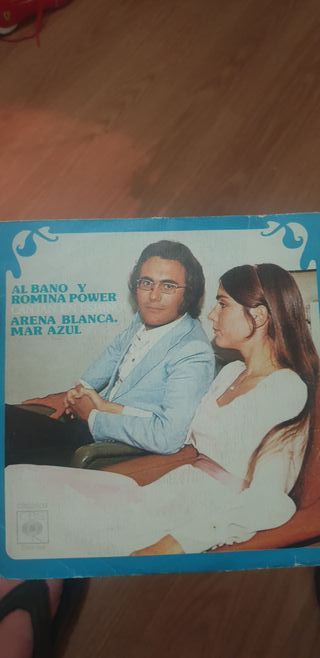 AL BANO Y
ROMINA POWER
ARENA BLANCA.
MAR AZUL
CBS